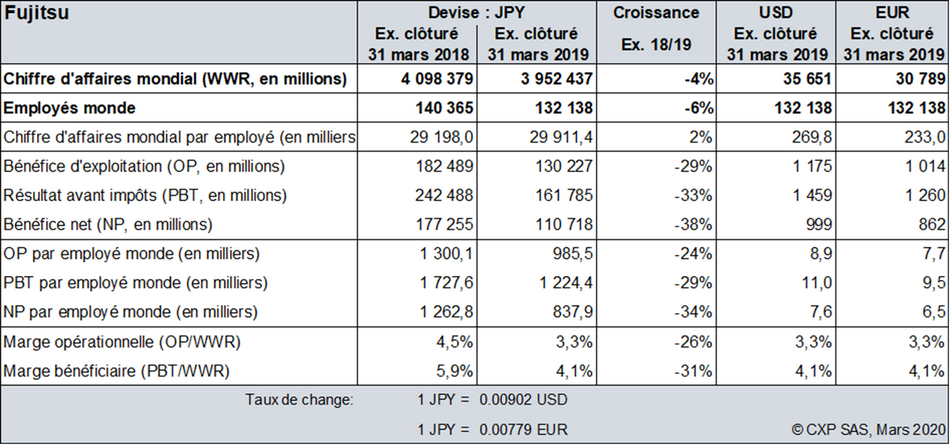 Fujitsu Devise : JPY Croissance USD EUR
Ex. clôturé Ex. clôturé Ex. 18/19 Ex. clôturé Ex. clôturé
31 mars 2018 31 mars 2019 31 mars 2019 31 mars 2019
Chiffre d'affaires mondial (WWR, en millions) 4 098 379 3 952 437 -4% 35 651 30 789
Employés monde 140 365 132 138 -6% 132 138 132 138
Chiffre d'affaires mondial par employé (en milliers 29 198,0 29 911,4 2% 269,8 233,0
Bénéfice d'exploitation (OP, en millions) 182 489 130 227 -29% 1 175 1 014
Résultat avant impôts (PBT, en millions) 242 488 161 785 -33% 1 459 1 260
Bénéfice net (NP, en millions) 177 255 110 718 -38% 999 862
OP par employé monde (en milliers) 1 300,1 985,5 -24% 8,9 7,7
PBT par employé monde (en milliers) 1 727,6 1 224,4 -29% 11,0 9,5
NP par employé monde (en milliers) 1 262,8 837,9 -34% 7,6 6,5
Marge opérationnelle (OP/WWR) 4,5% 3,3% -26% 3,3% 3,3%
Marge bénéficiaire (PBT/WWR) 5,9% 4,1% -31% 4,1% 4,1%
Taux de change: 1 JPY = 0.00902 USD
1 JPY = 0.00779 EUR © CXP SAS, Mars 2020